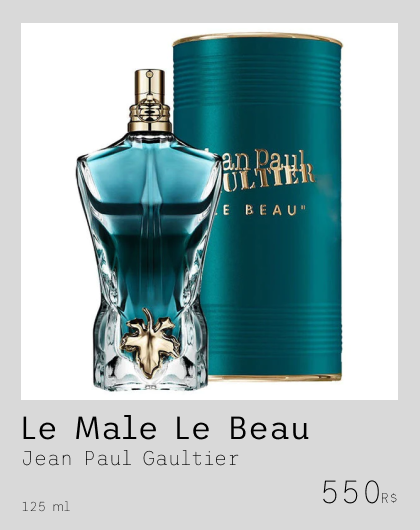 Jean Paul
GAULTIER
"LE BEAU"
Le Male Le Beau
Jean Paul Gaultier
550R$
125 ml